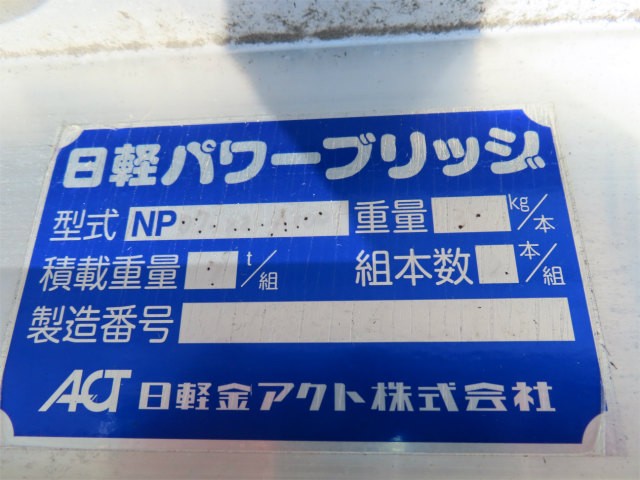 日軽パワーブリッジ
型式 NP 重量 kg/本
積載重量 t/組 組本数 本/組
製造番号
ACT 日軽金アクト株式会社